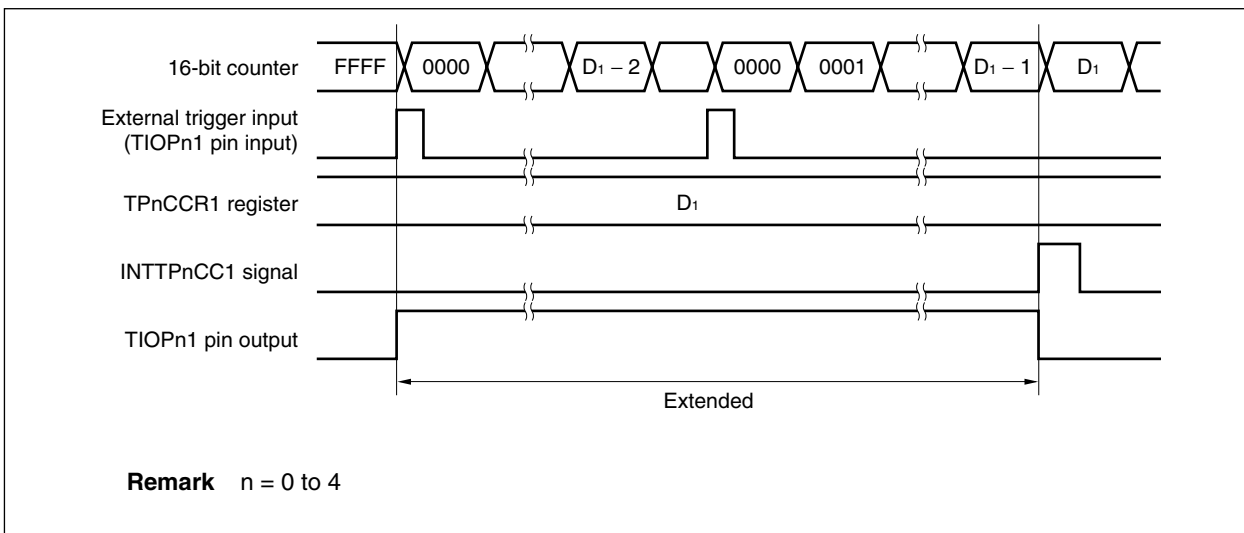 16-bit counter FFFF 0000 D₁ − 2 0000 0001 D₁ − 1 D₁
External trigger input
(TIOPn1 pin input)
TPnCCR1 register D₁
INTTPnCC1 signal
TIOPn1 pin output
Extended
Remark n = 0 to 4